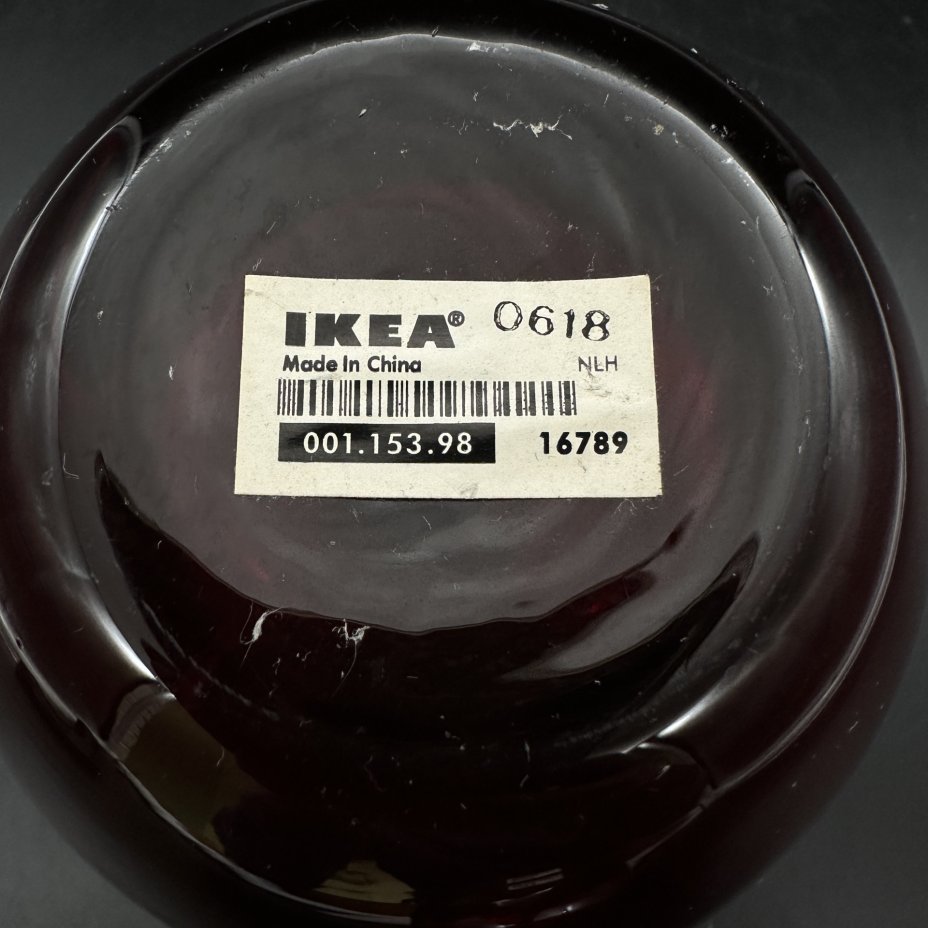 IKEA® 0618
Made In China NLH
001.153.98 16789